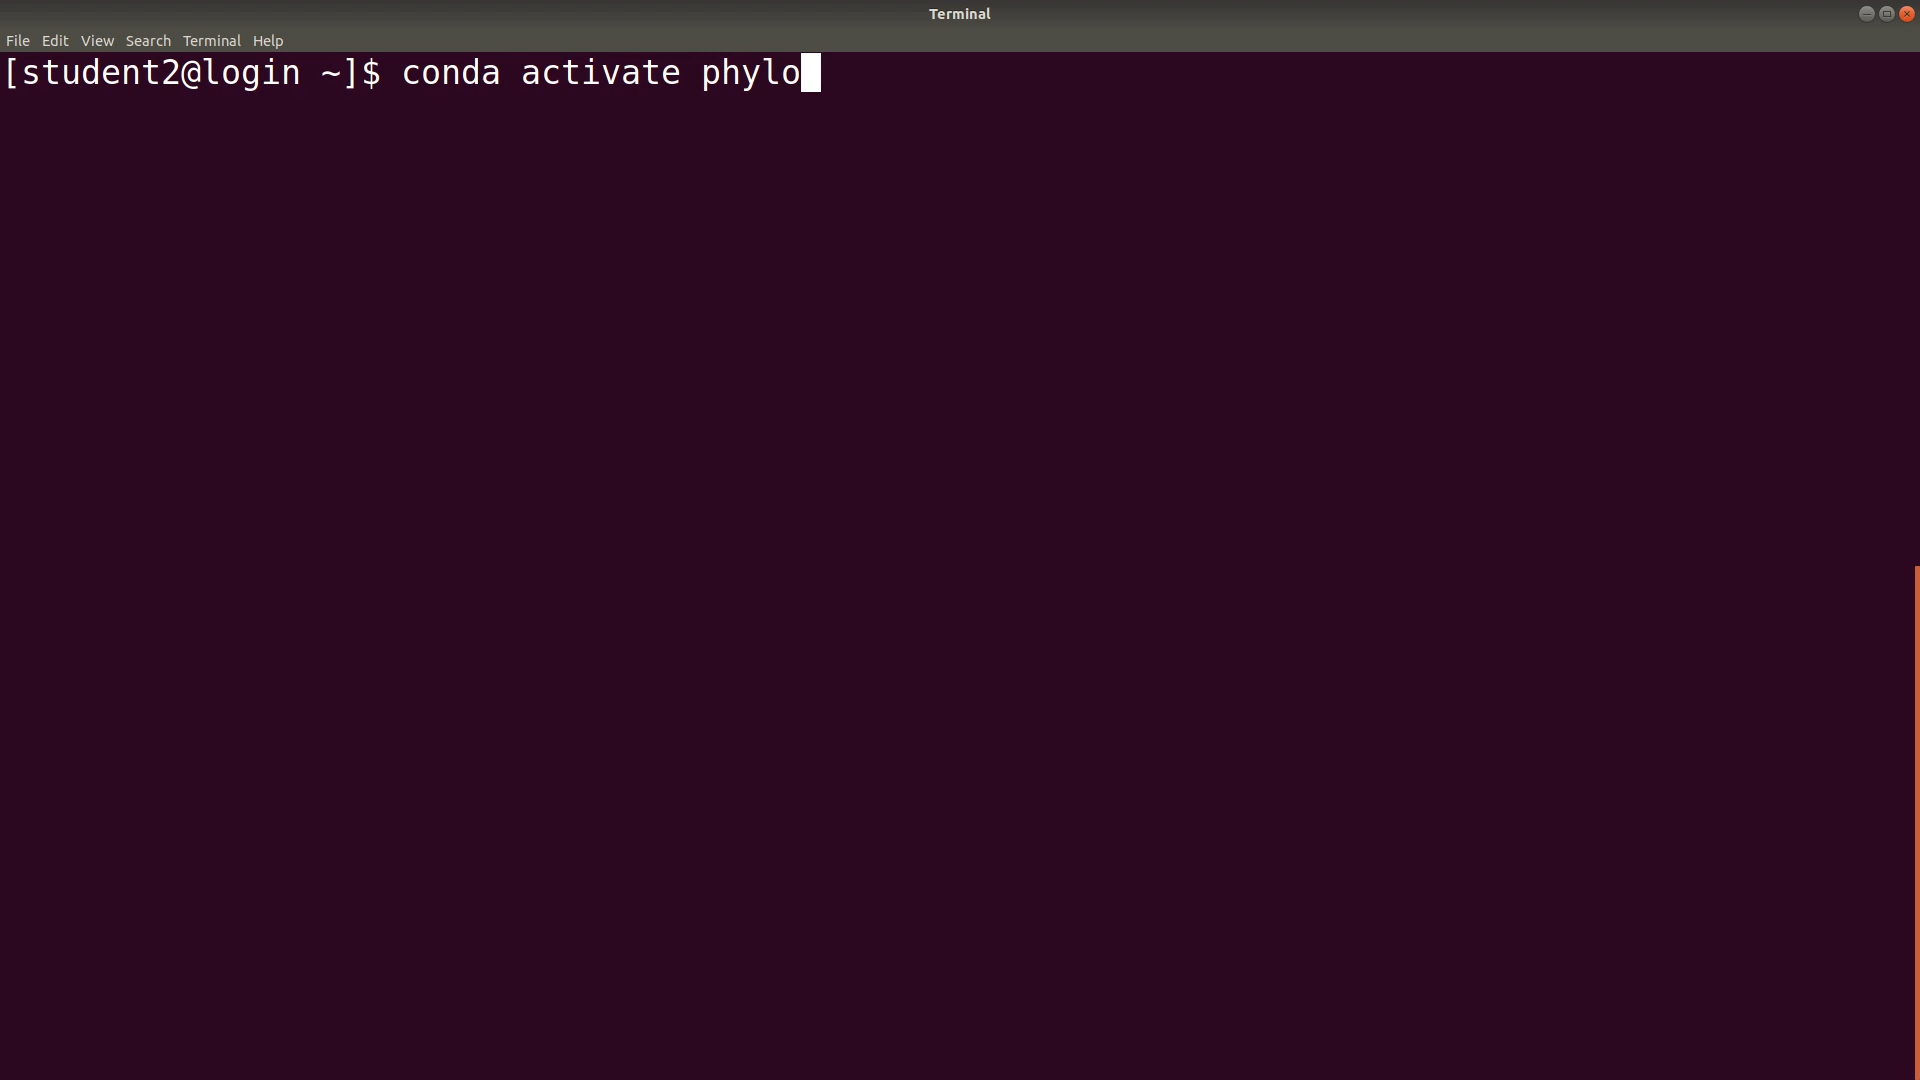 Terminal
File Edit View Search Terminal Help
[student2@login ~]$ conda activate phylo